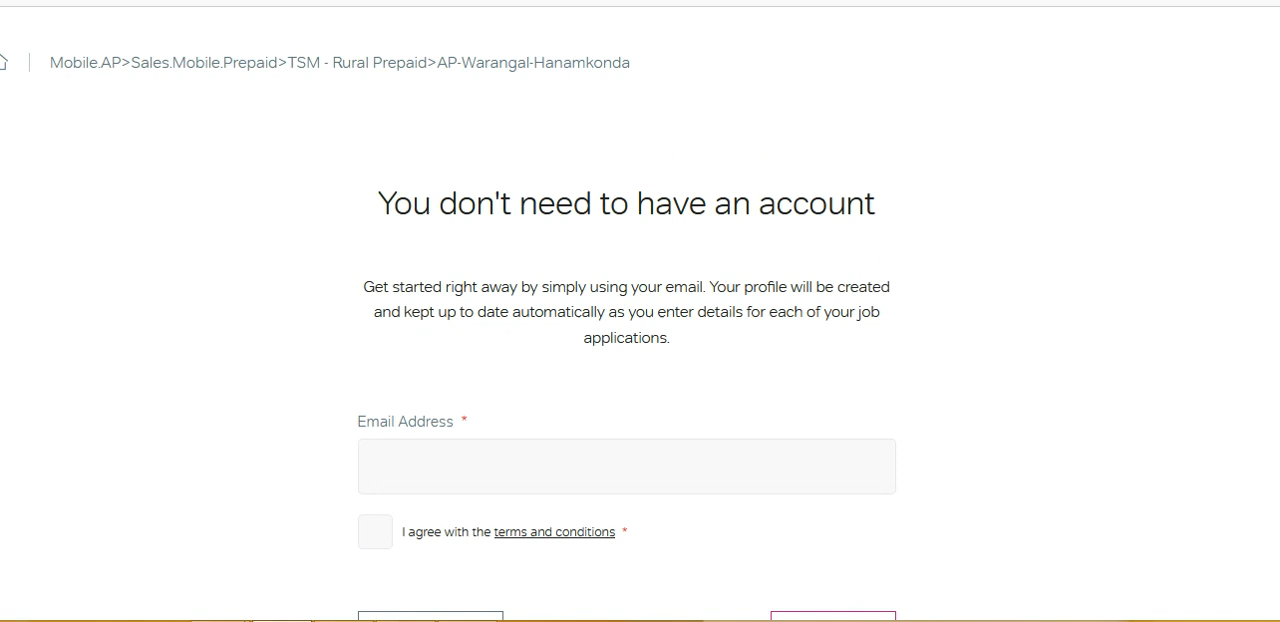 Mobile.AP>Sales.Mobile.Prepaid>TSM - Rural Prepaid>AP-Warangal-Hanamkonda
You don't need to have an account
Get started right away by simply using your email. Your profile will be created
and kept up to date automatically as you enter details for each of your job
applications.
Email Address *
I agree with the terms and conditions *